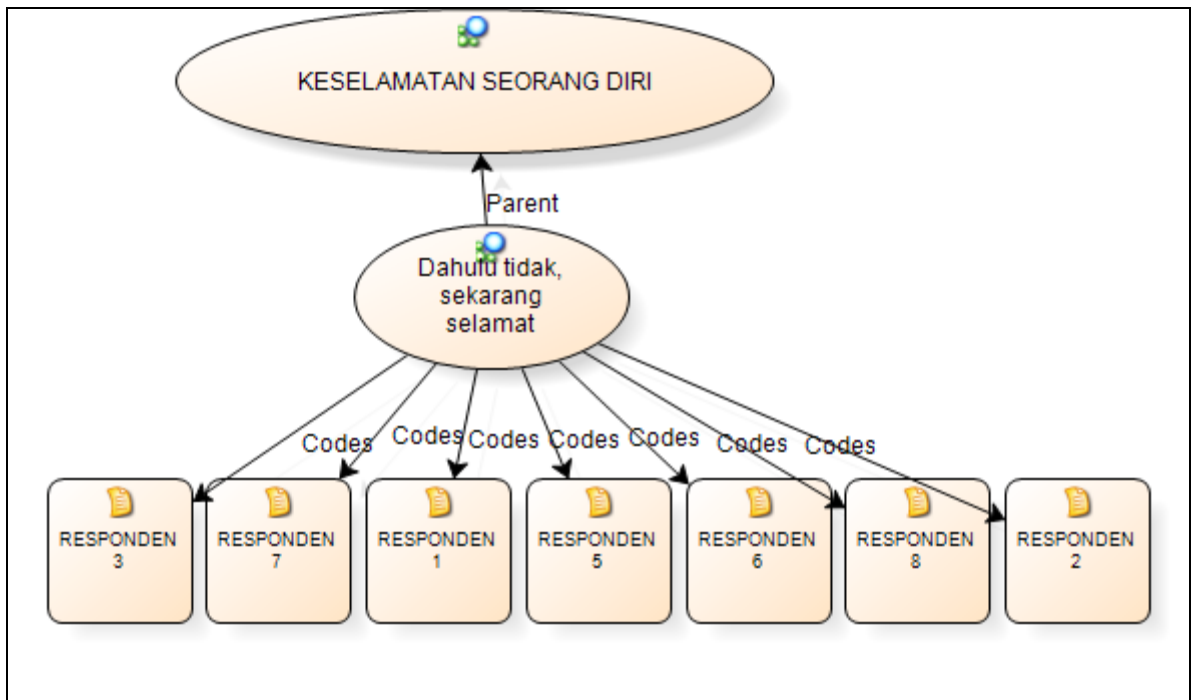 KESELAMATAN SEORANG DIRI
Parent
Dahulu tidak,
sekarang
selamat
Codes
Codes
Codes
Codes
Codes
Codes
Codes
RESPONDEN
3
RESPONDEN
7
RESPONDEN
1
RESPONDEN
5
RESPONDEN
6
RESPONDEN
8
RESPONDEN
2